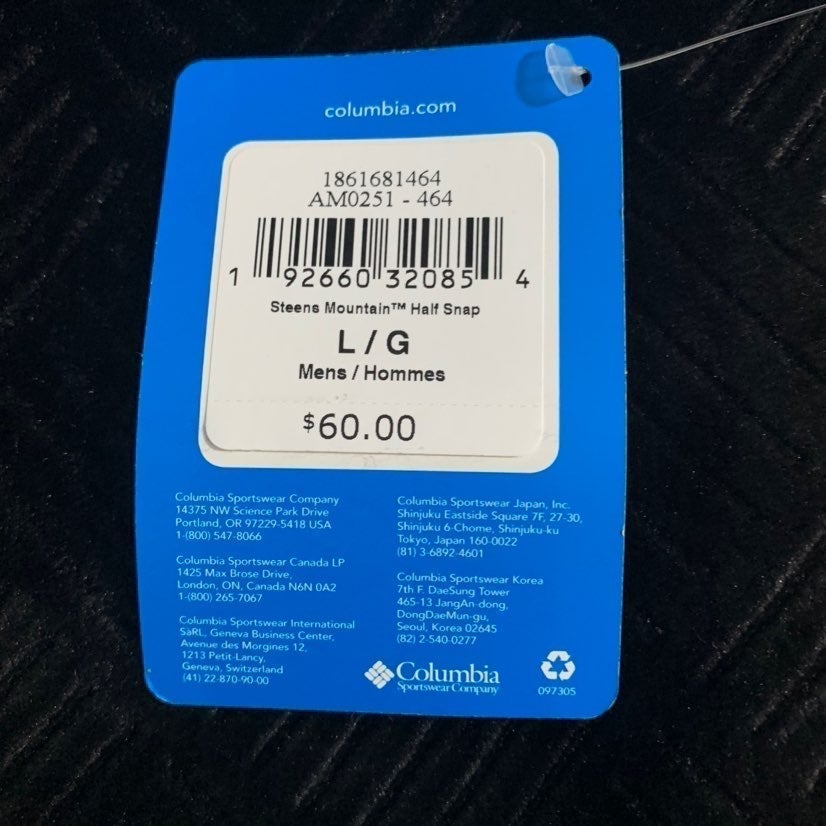 columbia.com
1861681464
AM0251 - 464
1 92660 32085 4
Steens Mountain™ Half Snap
L / G
Mens / Hommes
$60.00
Columbia Sportswear Company
14375 NW Science Park Drive
Portland, OR 97229-5418 USA
1-(800) 547-8066
Columbia Sportswear Canada LP
1425 Max Brose Drive,
London, ON, Canada N6N 0A2
1-(800) 265-7067
Columbia Sportswear International
SàRL, Geneva Business Center,
Avenue des Morgines 12,
1213 Petit-Lancy,
Geneva, Switzerland
(41) 22-870-90-00
Columbia Sportswear Japan, Inc.
Shinjuku Eastside Square 7F, 27-30,
Shinjuku 6-Chome, Shinjuku-ku
Tokyo, Japan 160-0022
(81) 3-6892-4601
Columbia Sportswear Korea
7th F. DaeSung Tower
465-13 JangAn-dong,
DongDaeMun-gu,
Seoul, Korea 02645
(82) 2-540-0277
Columbia
Sportswear Company
097305